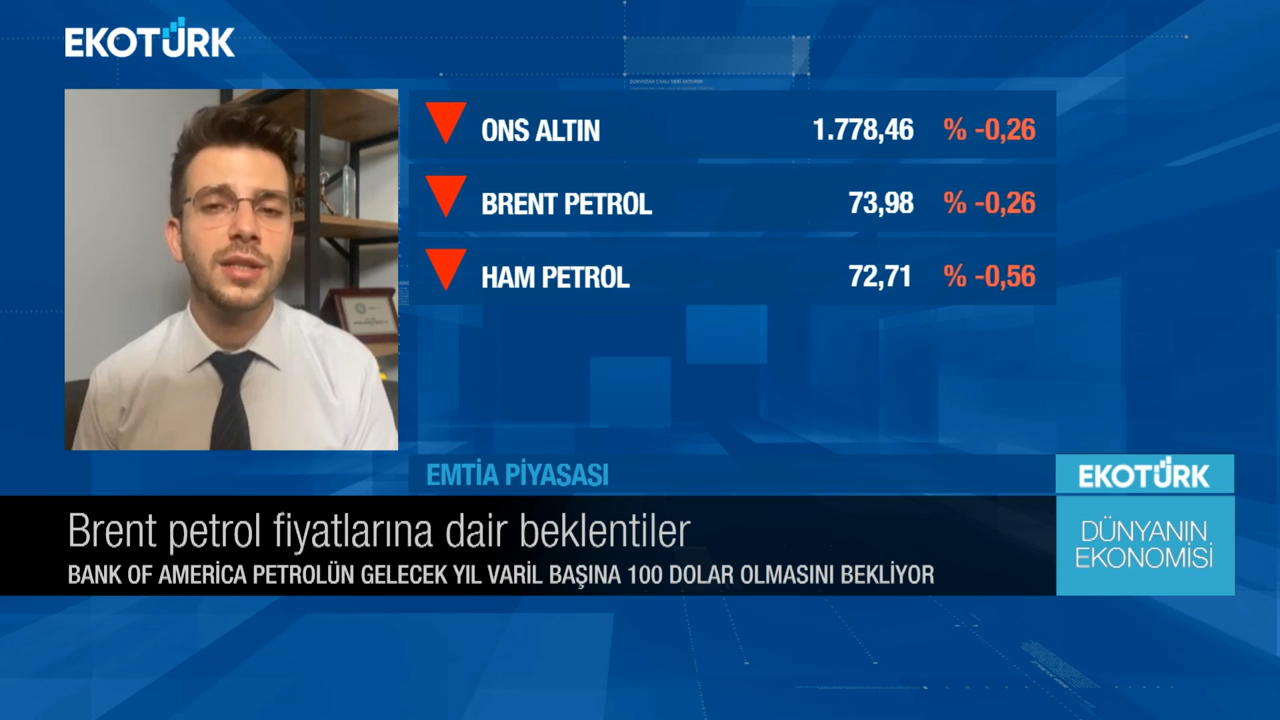 EKOTÜRK
ONS ALTIN 1.778,46 % -0,26
BRENT PETROL 73,98 % -0,26
HAM PETROL 72,71 % -0,56
EMTİA PİYASASI
EKOTÜRK
Brent petrol fiyatlarına dair beklentiler
BANK OF AMERİCA PETROLÜN GELECEK YIL VARİL BAŞINA 100 DOLAR OLMASINI BEKLİYOR
DÜNYANIN
EKONOMİSİ